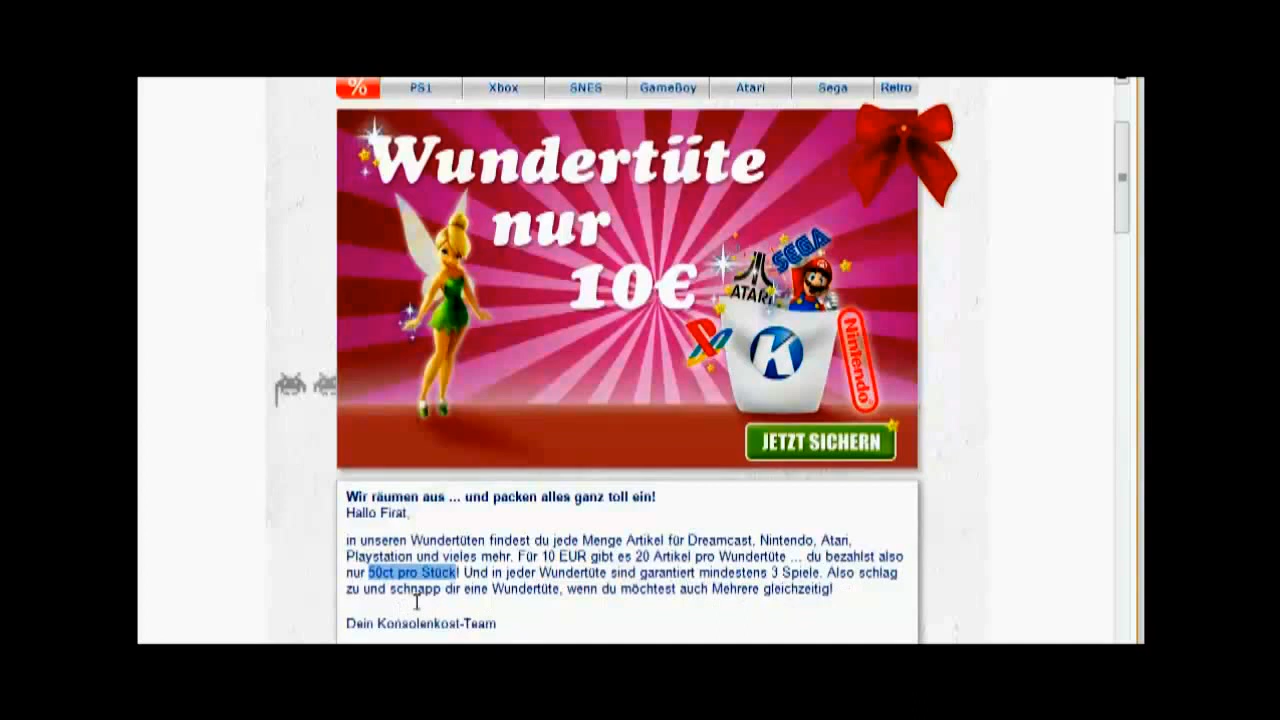 % PS1 Xbox SNES GameBoy Atari Sega Retro
Wundertüte
nur
10€
SEGA
ATARI
K
Nintendo
JETZT SICHERN
Wir räumen aus ... und packen alles ganz toll ein!
Hallo Firat,
in unseren Wundertüten findest du jede Menge Artikel für Dreamcast, Nintendo, Atari,
Playstation und vieles mehr. Für 10 EUR gibt es 20 Artikel pro Wundertüte ... du bezahlst also
nur 50ct pro Stück! Und in jeder Wundertüte sind garantiert mindestens 3 Spiele. Also schlag
zu und schnapp dir eine Wundertüte, wenn du möchtest auch Mehrere gleichzeitig!
Dein Konsolenkost-Team